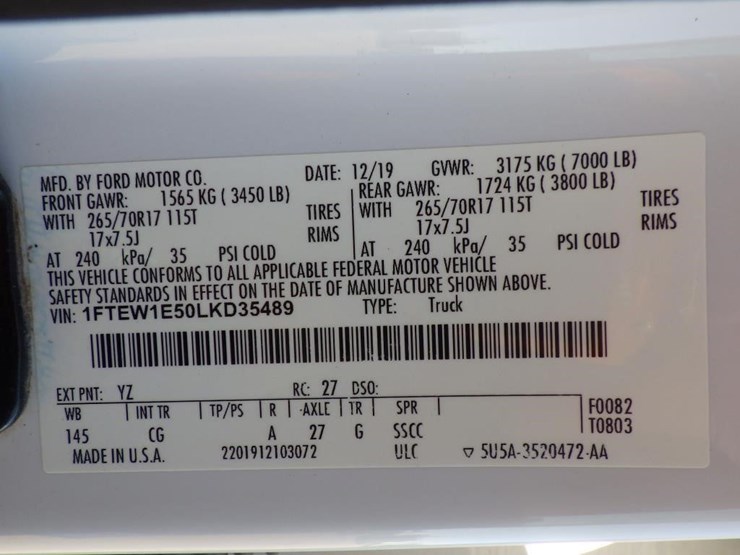 MFD. BY FORD MOTOR CO. DATE: 12/19 GVWR: 3175 KG ( 7000 LB)
FRONT GAWR: 1565 KG ( 3450 LB) REAR GAWR: 1724 KG ( 3800 LB)
WITH 265/70R17 115T TIRES WITH 265/70R17 115T TIRES
17x7.5J RIMS 17x7.5J RIMS
AT 240 kPa/ 35 PSI COLD AT 240 kPa/ 35 PSI COLD
THIS VEHICLE CONFORMS TO ALL APPLICABLE FEDERAL MOTOR VEHICLE
SAFETY STANDARDS IN EFFECT ON THE DATE OF MANUFACTURE SHOWN ABOVE.
VIN: 1FTEW1E50LKD35489 TYPE: Truck
EXT PNT: YZ RC: 27 DSO:
WB INT TR TP/PS R AXLE TR SPR F0082
145 CG A 27 G SSCC T0803
MADE IN U.S.A. 2201912103072 ULC ▽ 5U5A-3520472-AA